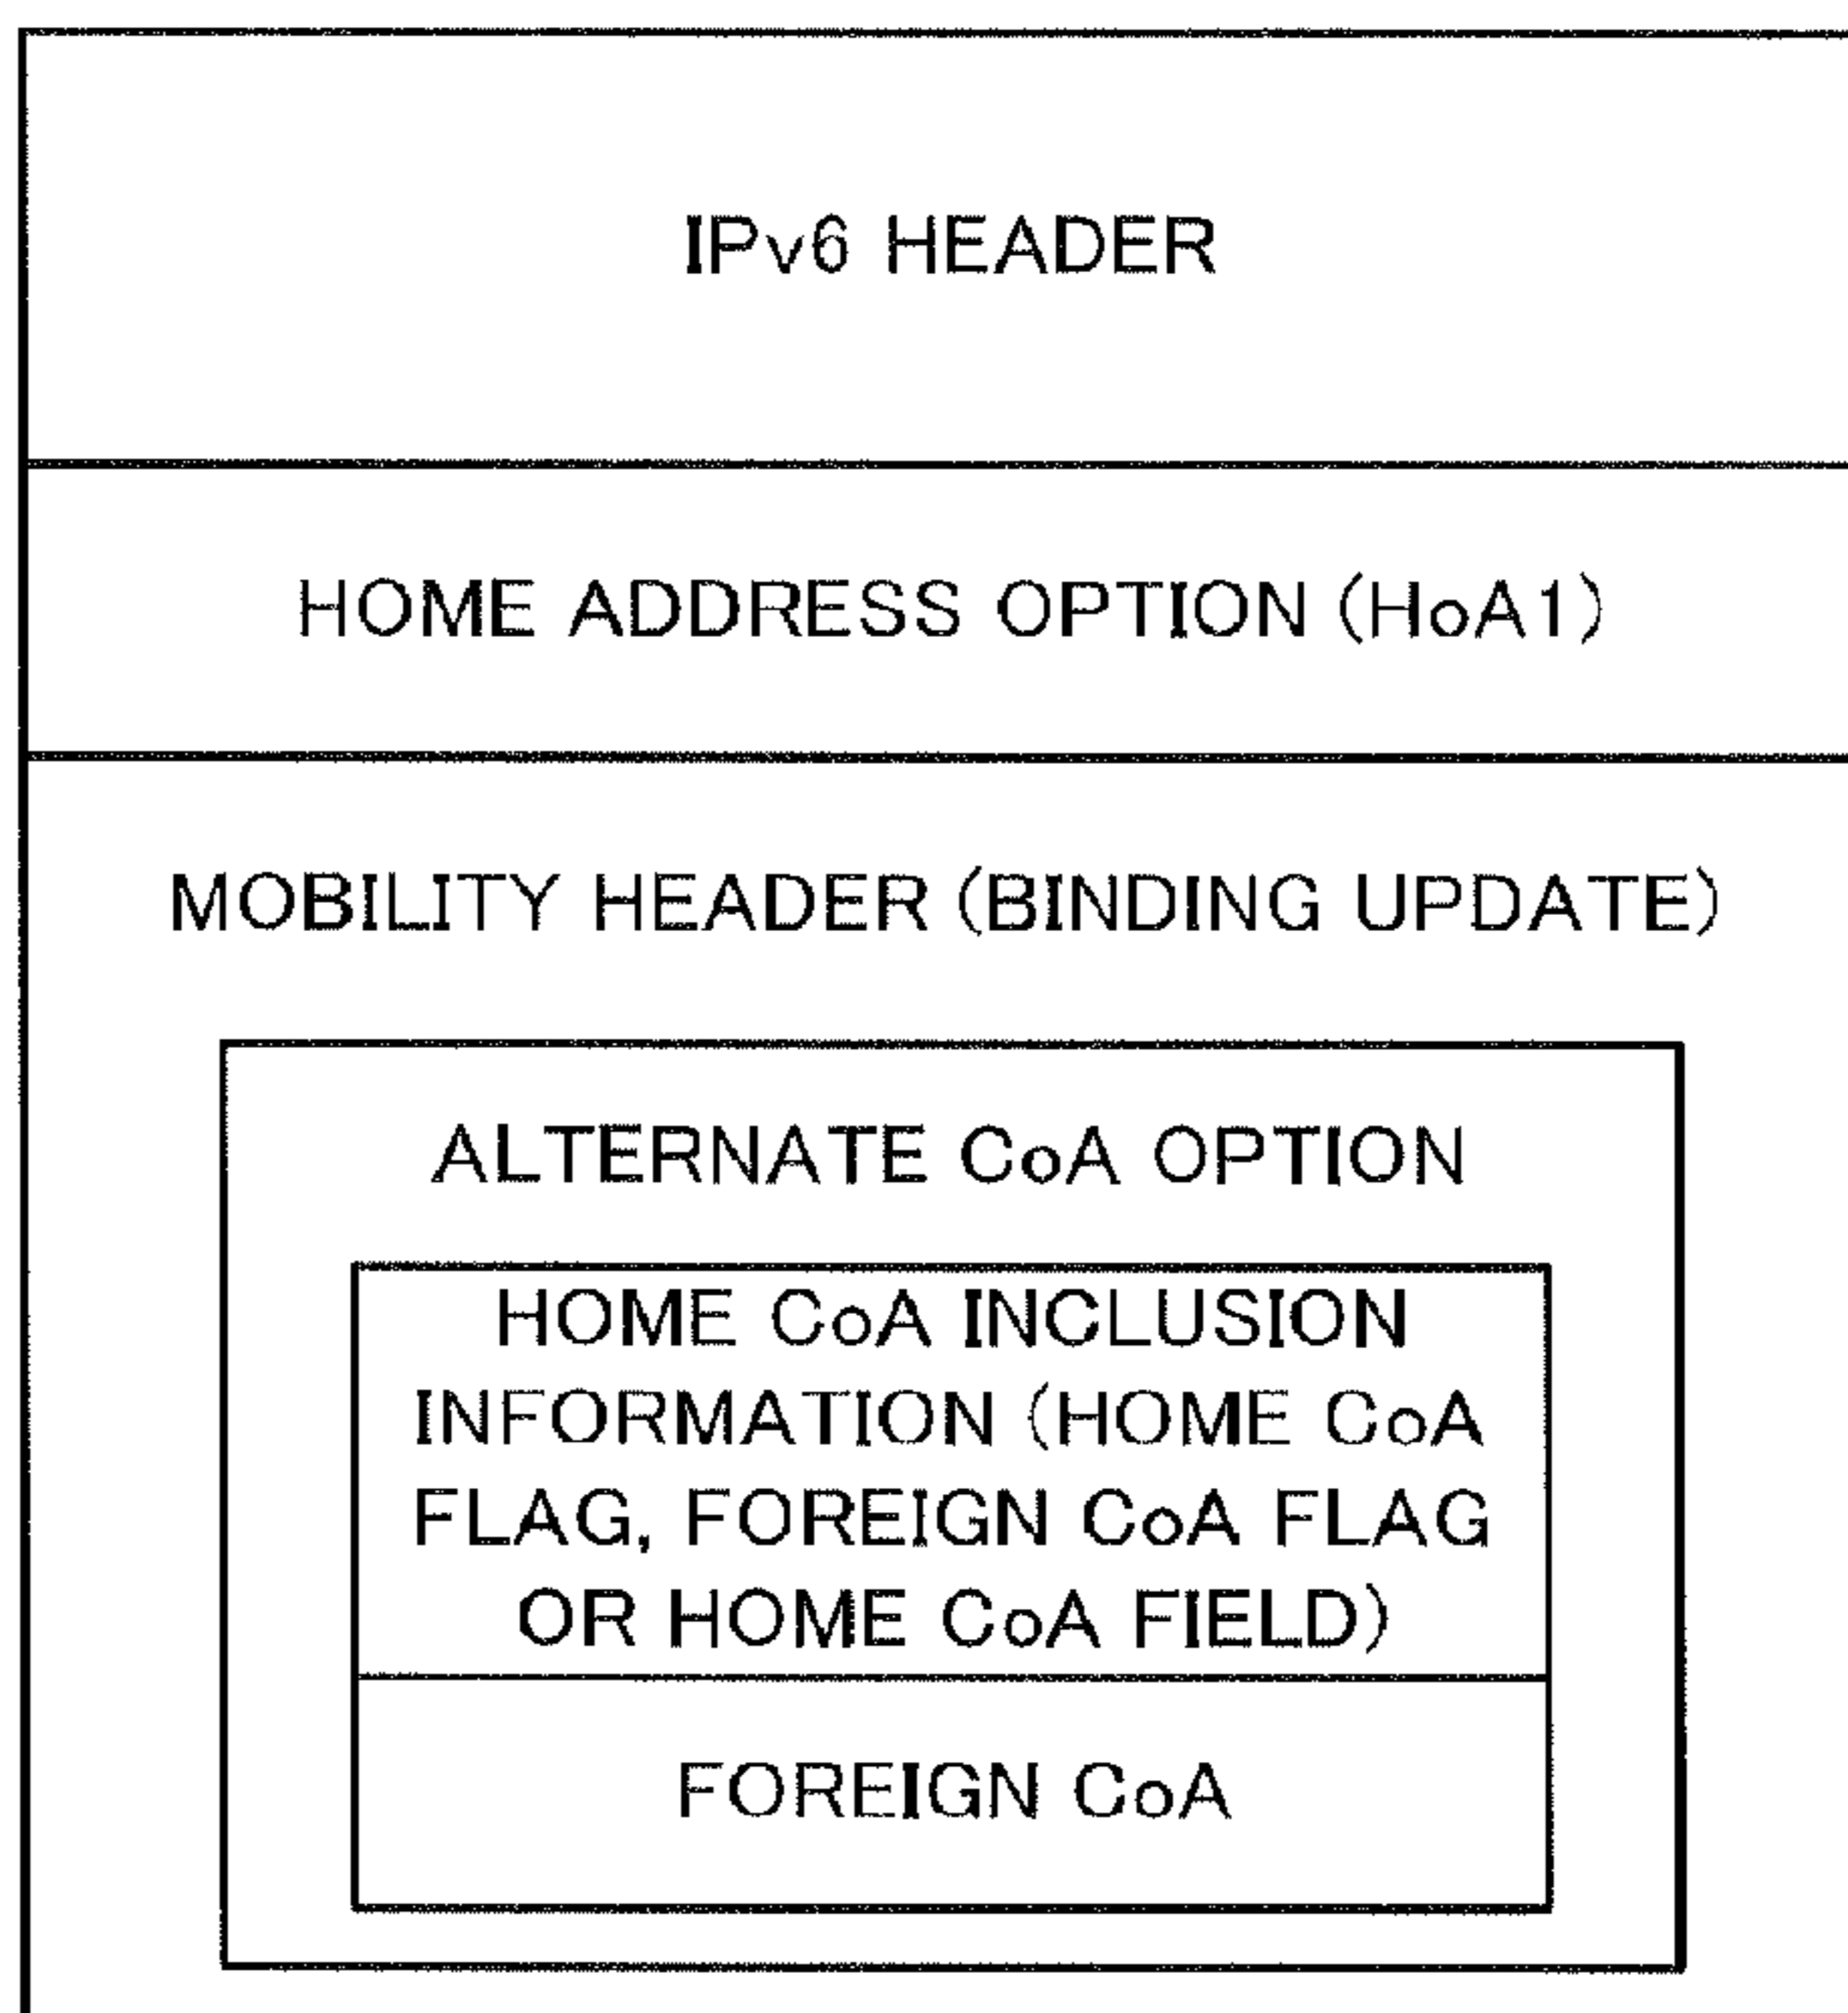 IPv6 HEADER
HOME ADDRESS OPTION (HoA1)
MOBILITY HEADER (BINDING UPDATE)
ALTERNATE CoA OPTION
HOME CoA INCLUSION
INFORMATION (HOME CoA
FLAG, FOREIGN CoA FLAG
OR HOME CoA FIELD)
FOREIGN CoA